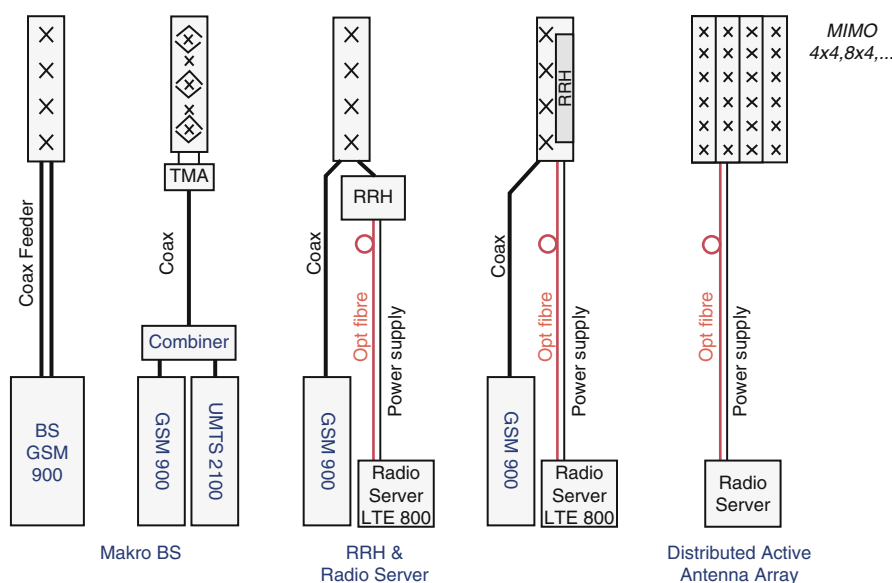 MIMO
4x4,8x4,...
RRH
TMA
RRH
Coax Feeder
Coax
Coax
Opt fibre
Power supply
Coax
Opt fibre
Power supply
Opt fibre
Power supply
Combiner
BS
GSM
900
GSM 900
UMTS 2100
GSM 900
Radio
Server
LTE 800
GSM 900
Radio
Server
LTE 800
Radio
Server
Makro BS
RRH &
Radio Server
Distributed Active
Antenna Array